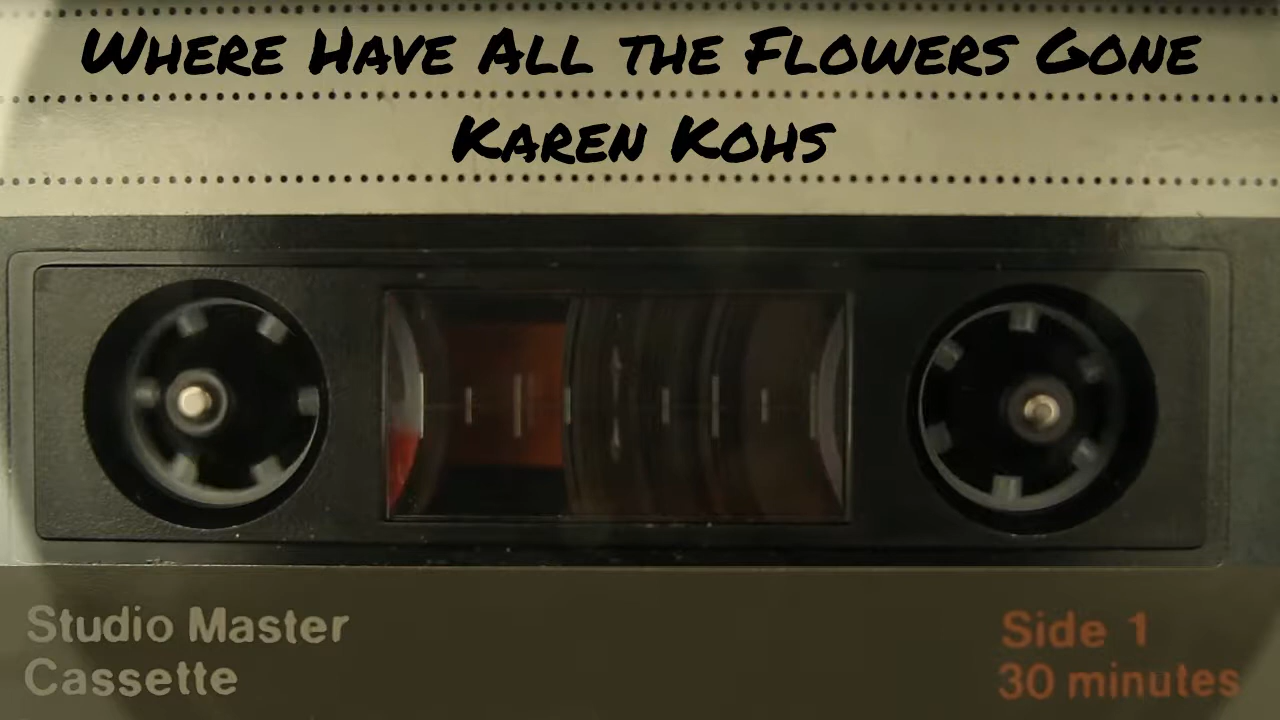 Where Have All the Flowers Gone
Karen Kohs
Studio Master
Cassette
Side 1
30 minutes